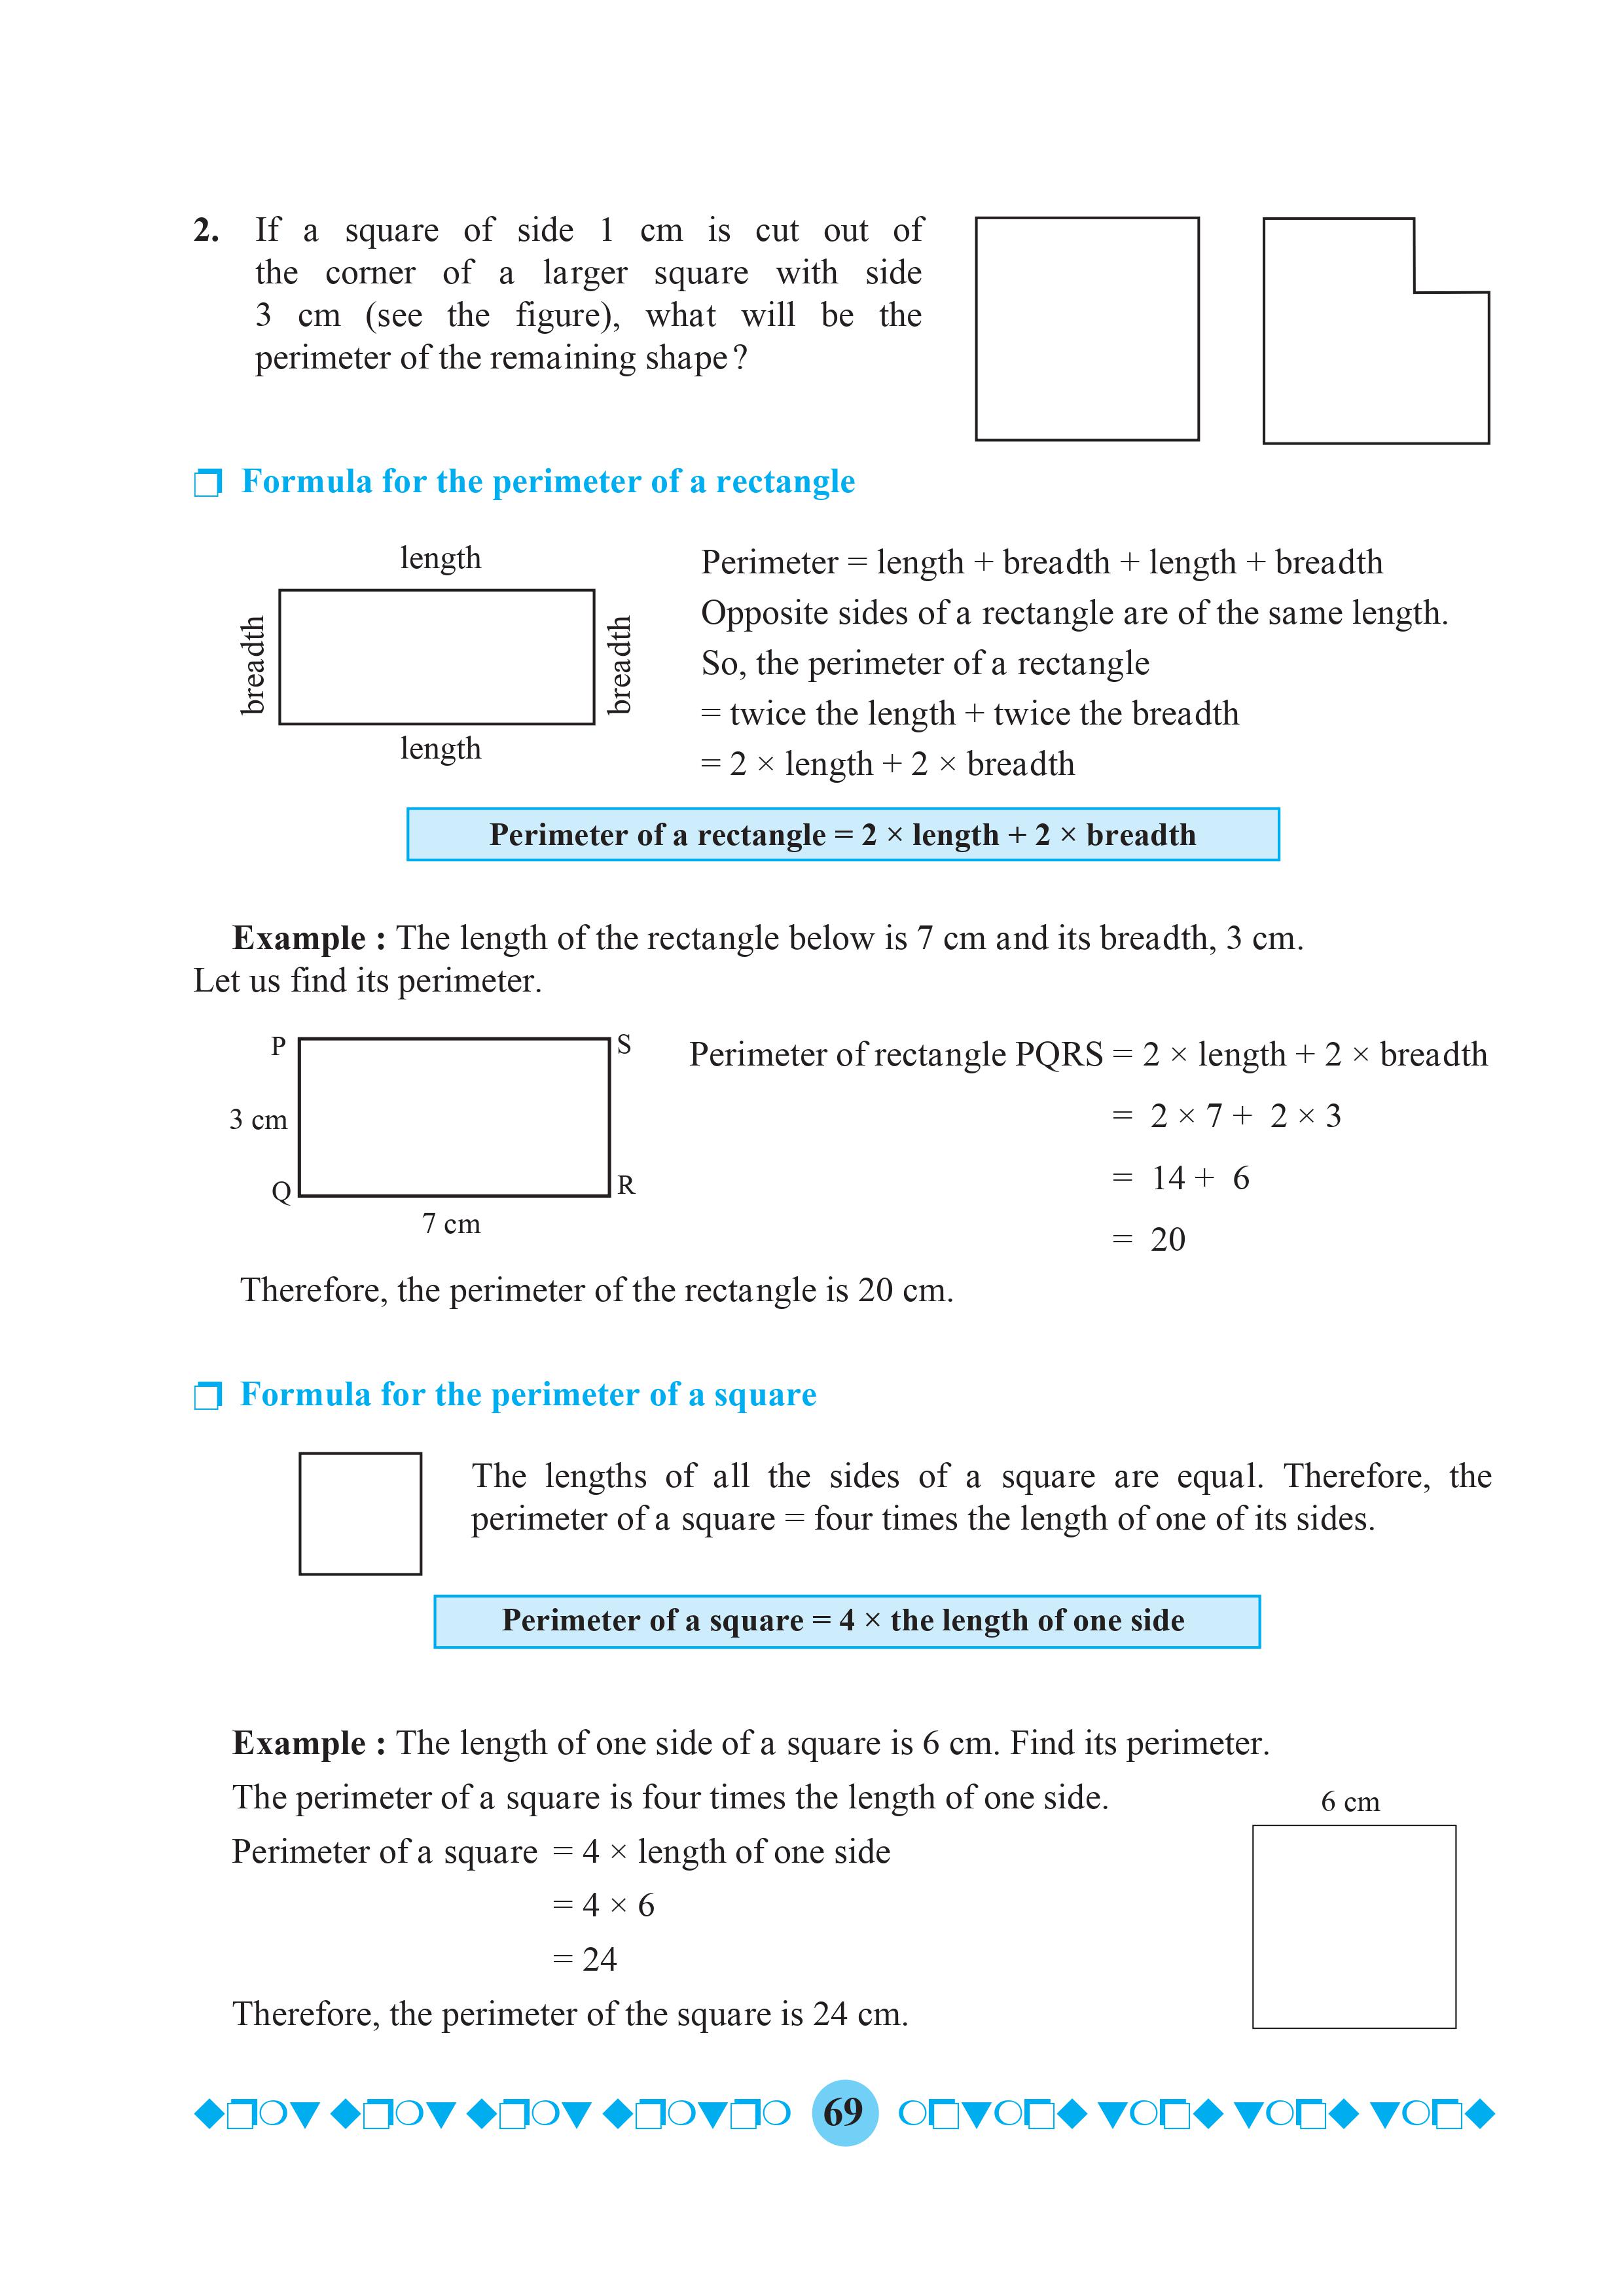 2. If a square of side 1 cm is cut out of
the corner of a larger square with side
3 cm (see the figure), what will be the
perimeter of the remaining shape?
Formula for the perimeter of a rectangle
length
breadth
breadth
length
Perimeter = length + breadth + length + breadth
Opposite sides of a rectangle are of the same length.
So, the perimeter of a rectangle
= twice the length + twice the breadth
= 2 × length + 2 × breadth
Perimeter of a rectangle = 2 × length + 2 × breadth
Example : The length of the rectangle below is 7 cm and its breadth, 3 cm.
Let us find its perimeter.
P
S
3 cm
Q
R
7 cm
Perimeter of rectangle PQRS = 2 × length + 2 × breadth
= 2 × 7 + 2 × 3
= 14 + 6
= 20
Therefore, the perimeter of the rectangle is 20 cm.
Formula for the perimeter of a square
The lengths of all the sides of a square are equal. Therefore, the
perimeter of a square = four times the length of one of its sides.
Perimeter of a square = 4 × the length of one side
Example : The length of one side of a square is 6 cm. Find its perimeter.
The perimeter of a square is four times the length of one side.
6 cm
Perimeter of a square = 4 × length of one side
= 4 × 6
= 24
Therefore, the perimeter of the square is 24 cm.
69